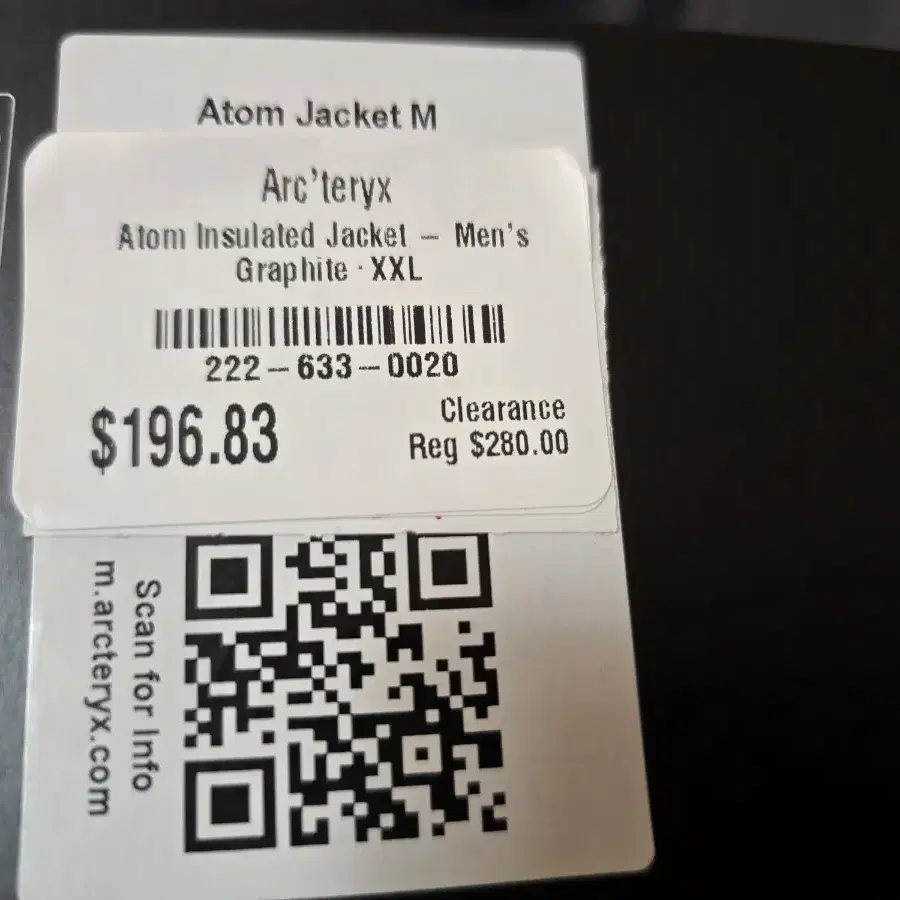 Atom Jacket M
Arc'teryx
Atom Insulated Jacket – Men's
Graphite · XXL
222–633–0020
$196.83
Clearance
Reg $280.00
Scan for Info
m.arcteryx.com